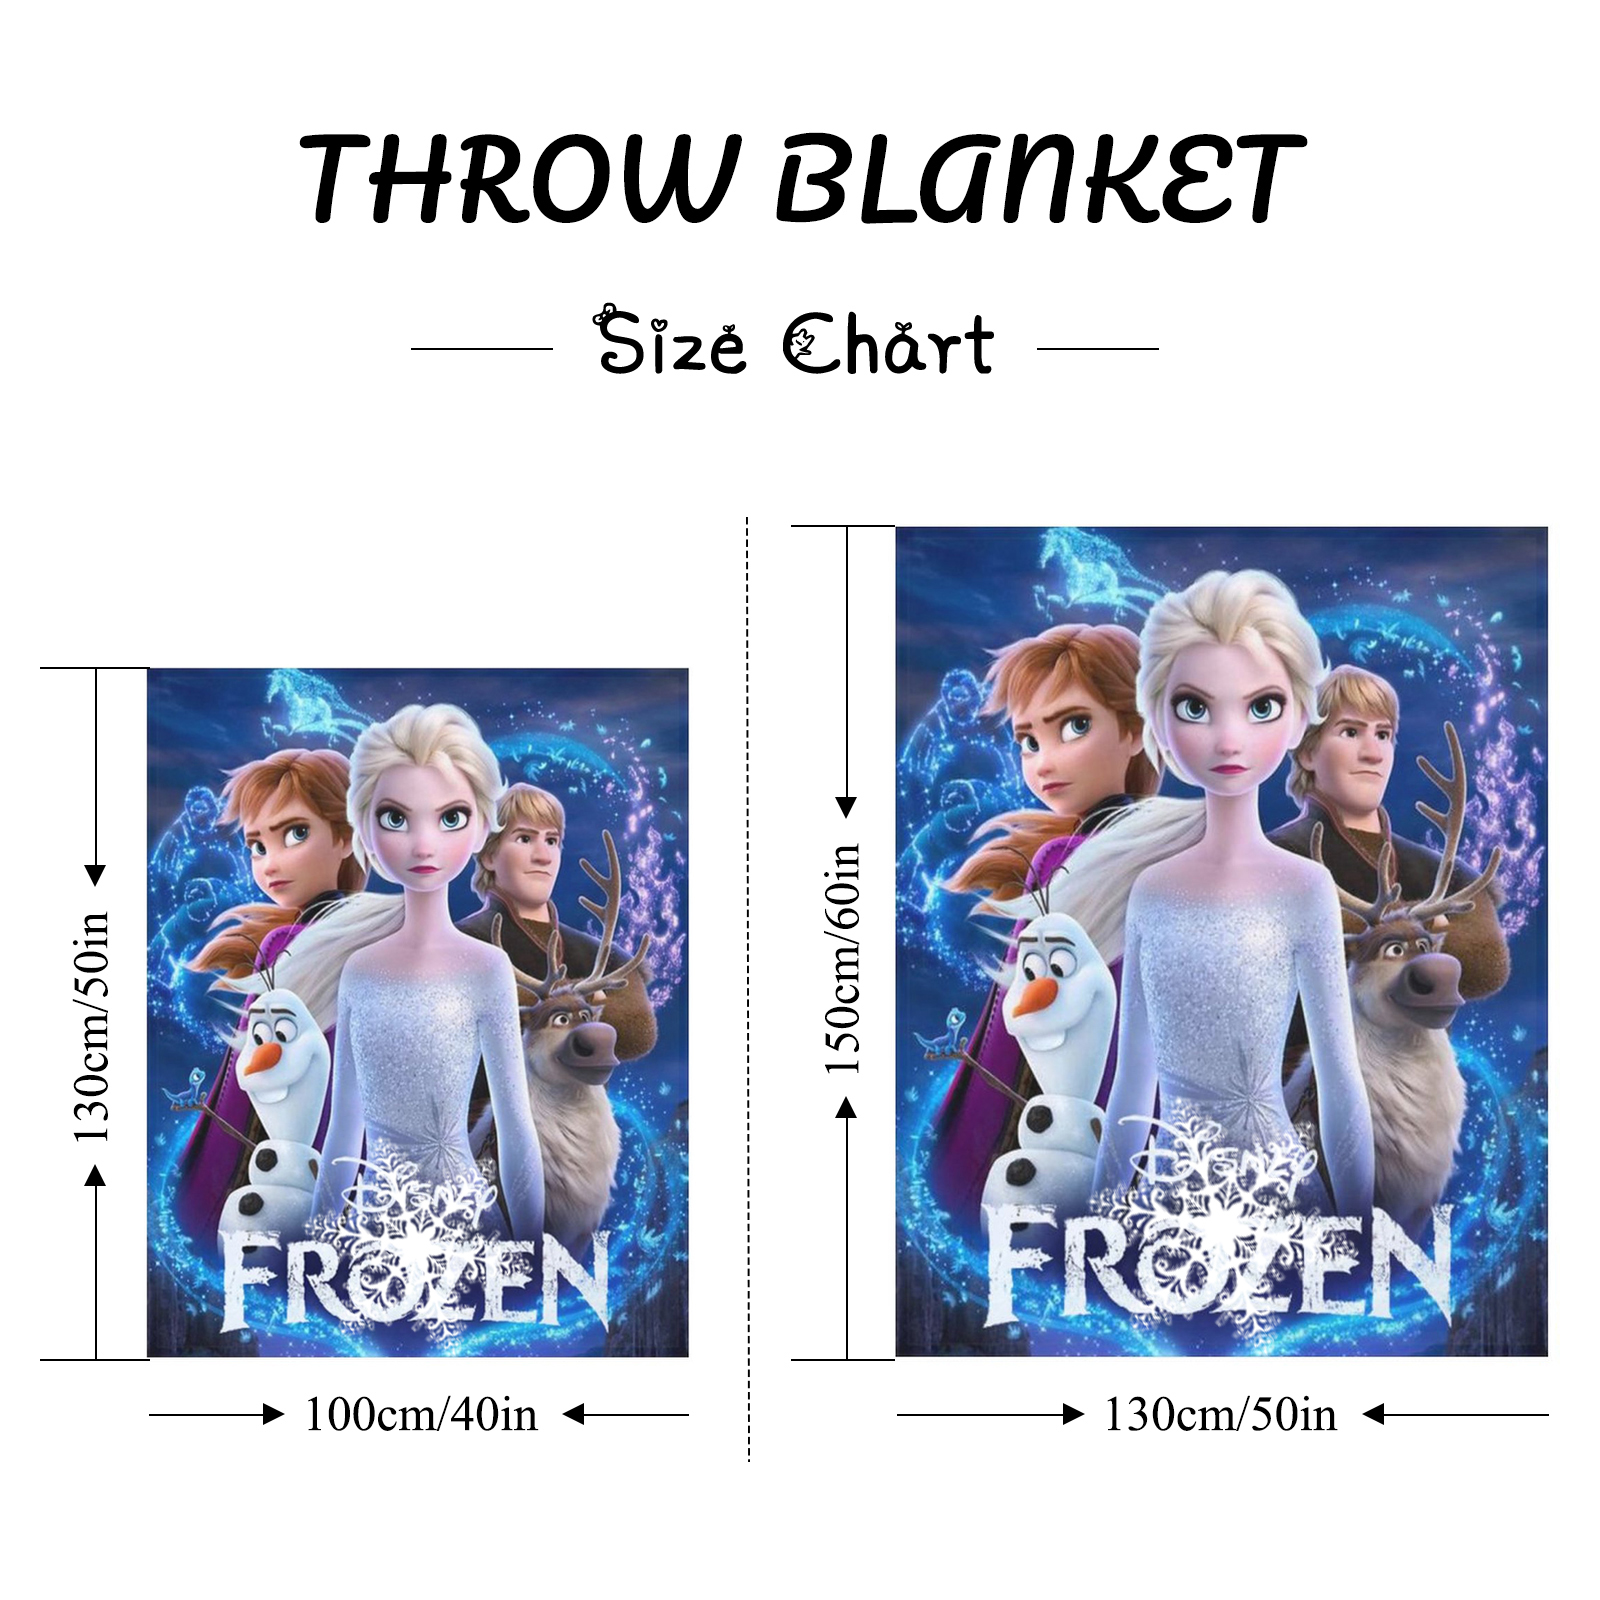 THROW BLANKET
Size Chart
130cm/50in
Disney
FROZEN
100cm/40in
150cm/60in
Disney
FROZEN
130cm/50in